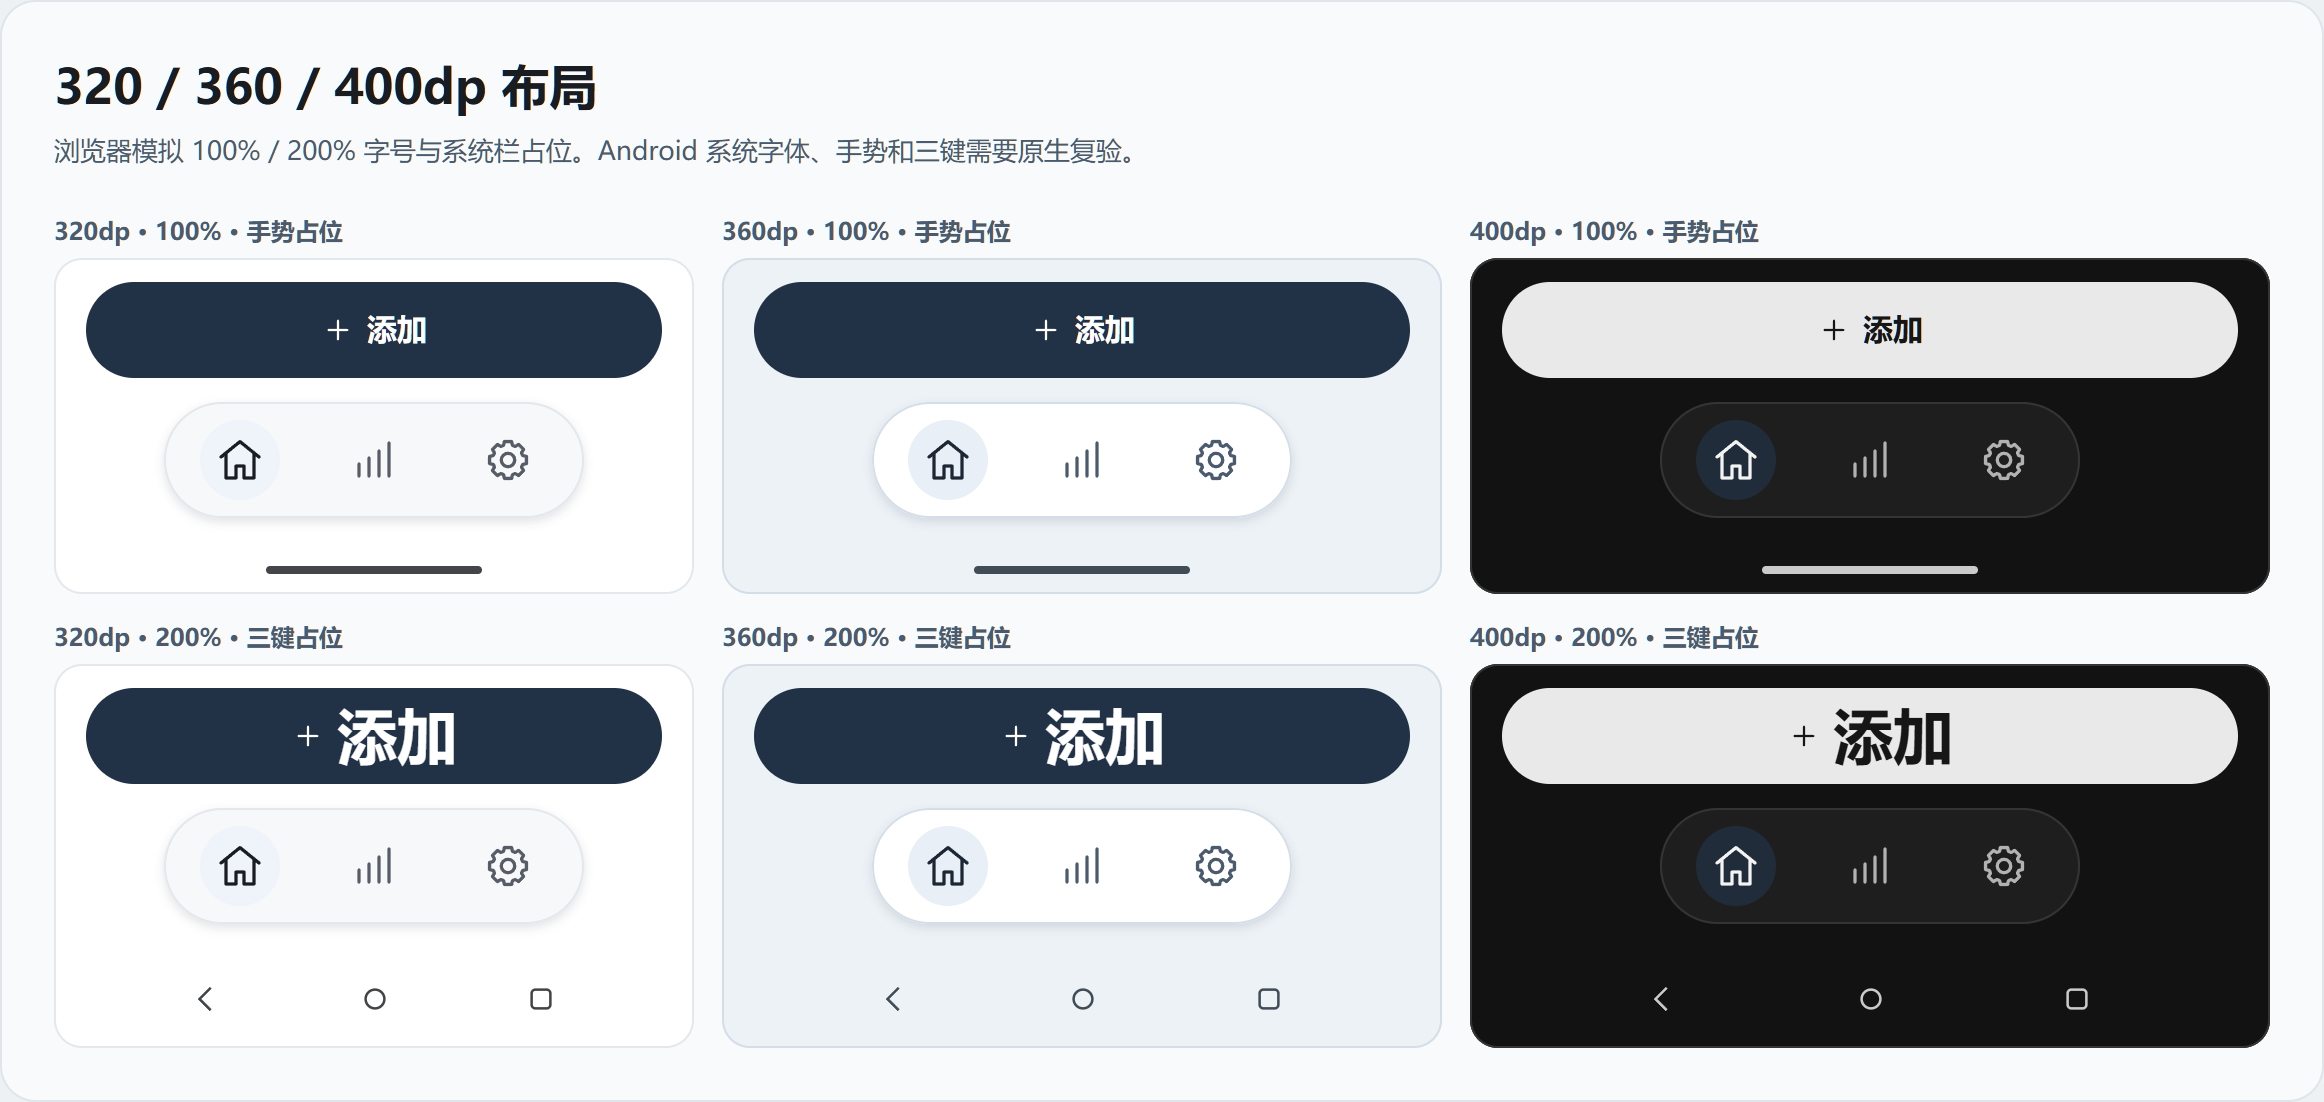 320 / 360 / 400dp 布局
浏览器模拟 100% / 200% 字号与系统栏占位。Android 系统字体、手势和三键需要原生复验。
320dp • 100% • 手势占位
360dp • 100% • 手势占位
400dp • 100% • 手势占位
+ 添加
+ 添加
+ 添加
320dp • 200% • 三键占位
360dp • 200% • 三键占位
400dp • 200% • 三键占位
+ 添加
+ 添加
+ 添加